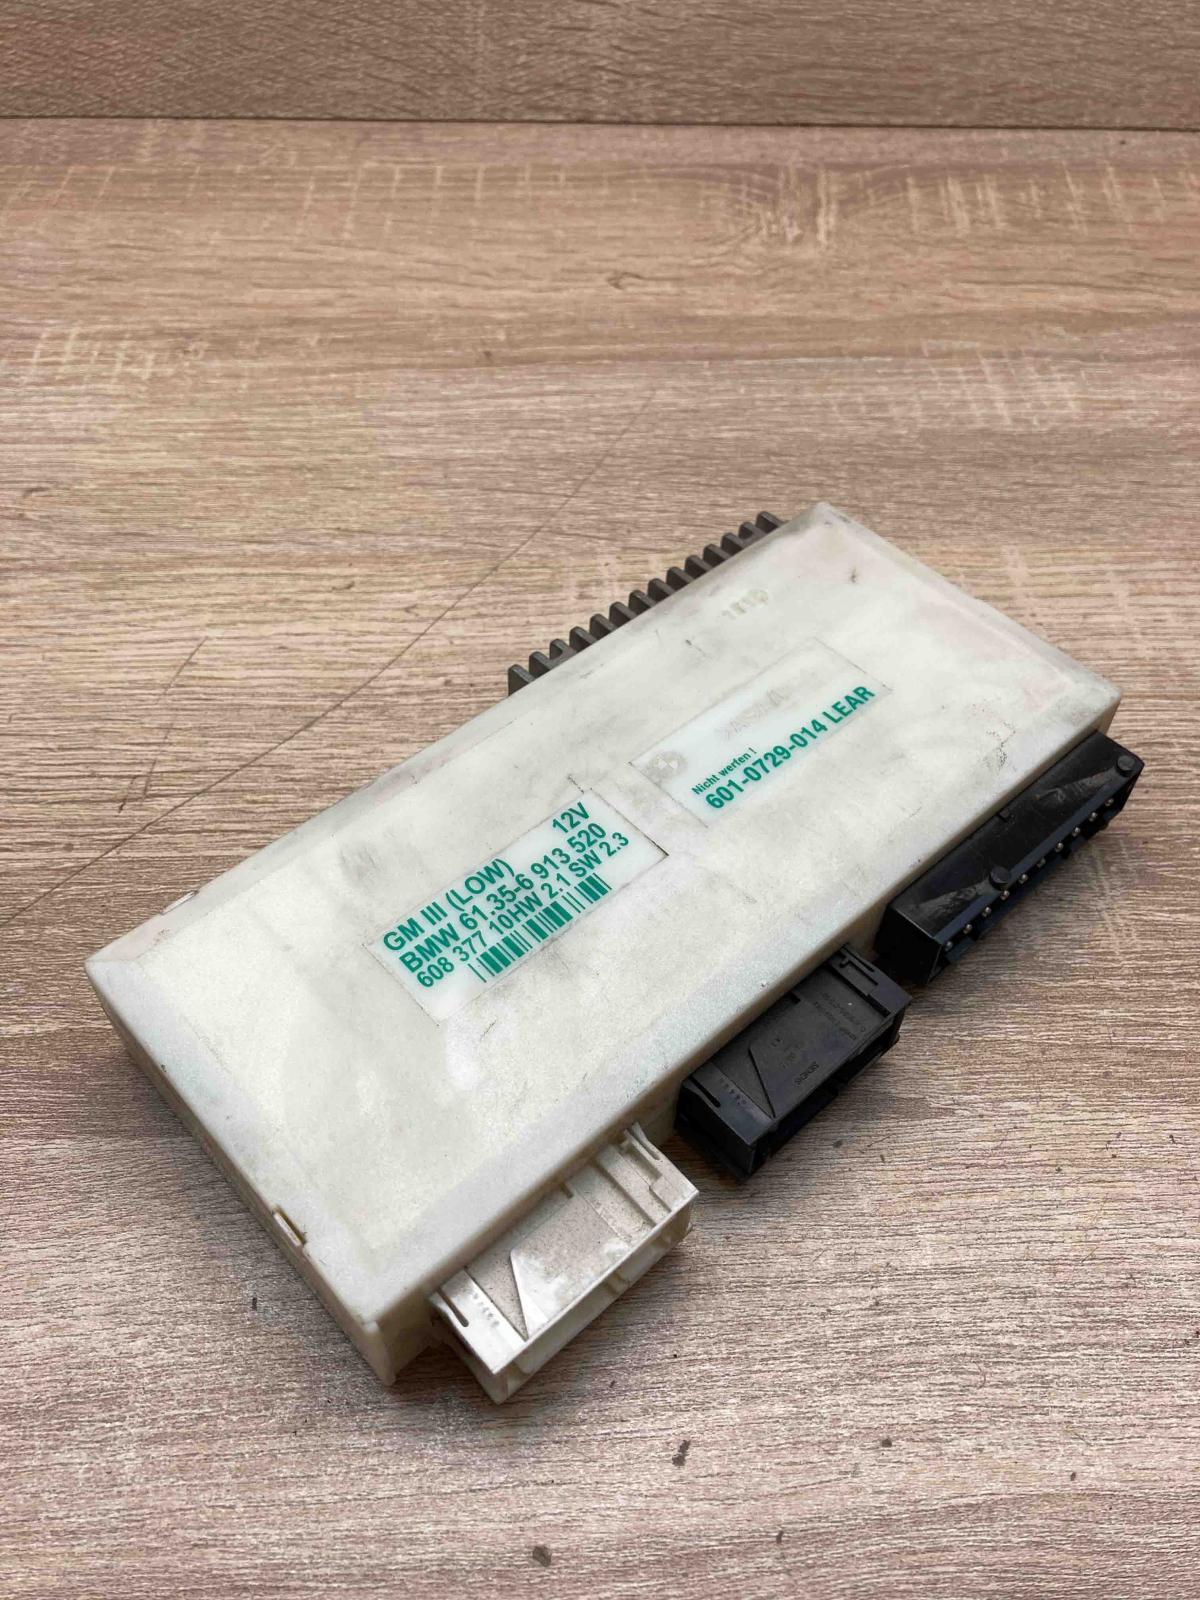 GM III (LOW) 12V
BMW 61.35-6 913 520
608 377 10HW 2.1 SW 2.3
Nicht werfen !
601-0729-014 LEAR
SIEMENS